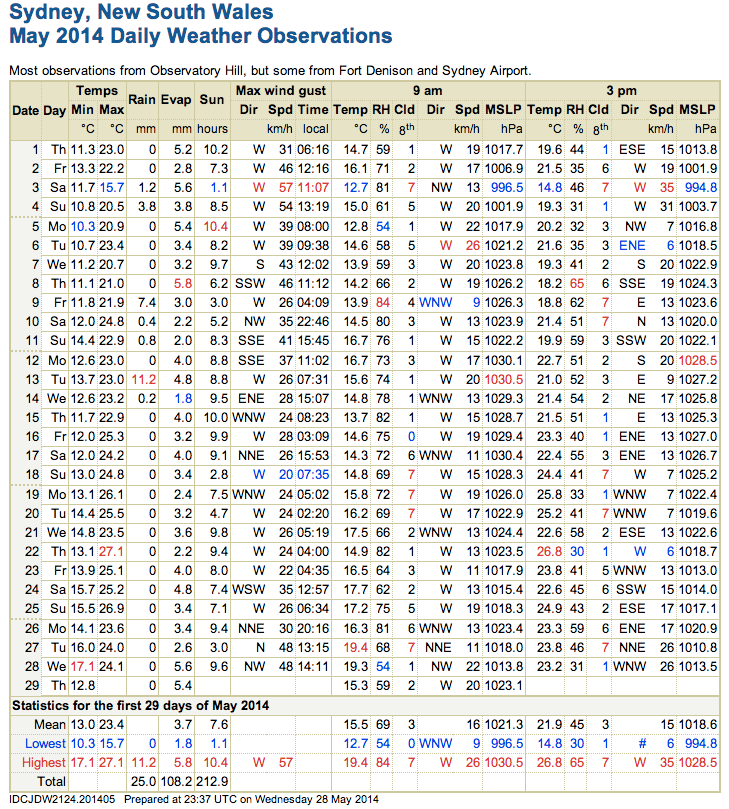 Sydney, New South Wales
May 2014 Daily Weather Observations
Most observations from Observatory Hill, but some from Fort Denison and Sydney Airport.
Temps Max wind gust 9 am 3 pm
Date Day Min Max Rain Evap Sun Dir Spd Time Temp RH Cld Dir Spd MSLP Temp RH Cld Dir Spd MSLP
°C °C mm mm hours km/h local °C % 8th km/h hPa °C % 8th km/h hPa
1 Th 11.3 23.0 0 5.2 10.2 W 31 06:16 14.7 59 1 W 19 1017.7 19.6 44 1 ESE 15 1013.8
2 Fr 13.3 22.2 0 2.8 7.3 W 46 12:16 16.1 71 2 W 17 1006.9 21.5 35 6 W 19 1001.9
3 Sa 11.7 15.7 1.2 5.6 1.1 W 57 11:07 12.7 81 7 NW 13 996.5 14.8 46 7 W 35 994.8
4 Su 10.8 20.5 3.8 3.8 8.5 W 54 13:19 15.0 61 5 W 20 1001.9 19.3 31 1 W 31 1003.7
5 Mo 10.3 20.9 0 5.4 10.4 W 39 08:00 12.8 54 1 W 22 1017.9 20.2 32 3 NW 7 1016.8
6 Tu 10.7 23.4 0 3.4 8.2 W 39 09:38 14.6 58 5 W 26 1021.2 21.6 35 3 ENE 6 1018.5
7 We 11.2 20.7 0 3.2 9.7 S 43 12:02 13.9 59 3 W 20 1023.8 19.3 41 2 S 20 1022.9
8 Th 11.1 21.0 0 5.8 6.2 SSW 46 11:12 14.2 66 2 W 19 1026.2 18.2 65 6 SSE 19 1024.3
9 Fr 11.8 21.9 7.4 3.0 3.0 W 26 04:09 13.9 84 4 WNW 9 1026.3 18.8 62 7 E 13 1023.6
10 Sa 12.0 24.8 0.4 2.2 5.2 NW 35 22:46 14.5 80 3 W 13 1023.9 21.4 51 7 N 13 1020.0
11 Su 14.4 22.9 0.8 2.0 8.3 SSE 41 15:45 16.7 76 1 W 15 1022.2 19.9 59 3 SSW 20 1022.1
12 Mo 12.6 23.0 0 4.0 8.8 SSE 37 11:02 16.7 73 3 W 17 1030.1 22.7 51 2 S 20 1028.5
13 Tu 13.7 23.0 11.2 4.8 8.8 W 26 07:31 15.6 74 1 W 20 1030.5 21.0 52 3 E 9 1027.2
14 We 12.6 23.2 0.2 1.8 9.5 ENE 28 15:07 14.8 78 1 WNW 13 1029.3 21.4 54 2 NE 17 1025.8
15 Th 11.7 22.9 0 4.0 10.0 WNW 24 08:23 13.7 82 1 W 15 1028.7 21.5 51 1 E 13 1025.3
16 Fr 12.0 25.3 0 3.2 9.9 W 28 03:09 14.6 75 0 W 19 1029.4 23.3 40 1 ENE 13 1027.0
17 Sa 12.0 24.2 0 4.0 9.1 NNE 26 15:53 14.3 72 6 WNW 11 1030.4 22.4 55 3 ENE 13 1026.7
18 Su 13.0 24.8 0 3.4 2.8 W 20 07:35 14.8 69 7 W 15 1028.3 24.4 41 7 W 7 1025.2
19 Mo 13.1 26.1 0 2.4 7.5 WNW 24 05:02 15.8 72 7 W 19 1026.0 25.8 33 1 WNW 7 1022.4
20 Tu 14.4 25.5 0 3.2 4.7 W 24 02:20 16.2 69 7 W 17 1022.9 25.2 41 7 WNW 7 1019.6
21 We 14.8 23.5 0 3.6 9.8 W 26 05:19 17.5 66 2 WNW 13 1024.4 22.6 58 2 ESE 13 1022.6
22 Th 13.1 27.1 0 2.2 9.4 W 24 04:00 14.9 82 1 W 13 1023.5 26.8 30 1 W 6 1018.7
23 Fr 13.9 25.1 0 4.0 8.0 W 22 04:35 16.5 64 3 W 11 1017.9 23.8 41 5 WNW 13 1013.0
24 Sa 15.7 25.2 0 4.8 7.4 WSW 35 12:57 17.7 62 2 W 13 1015.4 22.6 45 6 SSW 15 1014.0
25 Su 15.5 26.9 0 3.4 7.1 W 26 06:34 17.2 75 5 W 19 1018.3 24.9 43 2 ESE 17 1017.1
26 Mo 14.1 23.6 0 3.4 9.4 NNE 30 20:16 16.3 81 6 WNW 13 1023.4 23.3 59 6 ENE 17 1020.9
27 Tu 16.0 24.0 0 2.6 3.0 N 48 13:15 19.4 68 7 NNE 11 1018.0 23.8 46 7 NNE 26 1010.8
28 We 17.1 24.1 0 5.6 9.6 NW 48 14:11 19.3 54 1 NW 22 1013.8 23.2 31 1 WNW 26 1013.5
29 Th 12.8 0 5.4 15.3 59 2 W 20 1023.1
Statistics for the first 29 days of May 2014
Mean 13.0 23.4 3.7 7.6 15.5 69 3 16 1021.3 21.9 45 3 15 1018.6
Lowest 10.3 15.7 0 1.8 1.1 12.7 54 0 WNW 9 996.5 14.8 30 1 # 6 994.8
Highest 17.1 27.1 11.2 5.8 10.4 W 57 19.4 84 7 W 26 1030.5 26.8 65 7 W 35 1028.5
Total 25.0 108.2 212.9
IDCJDW2124.201405 Prepared at 23:37 UTC on Wednesday 28 May 2014